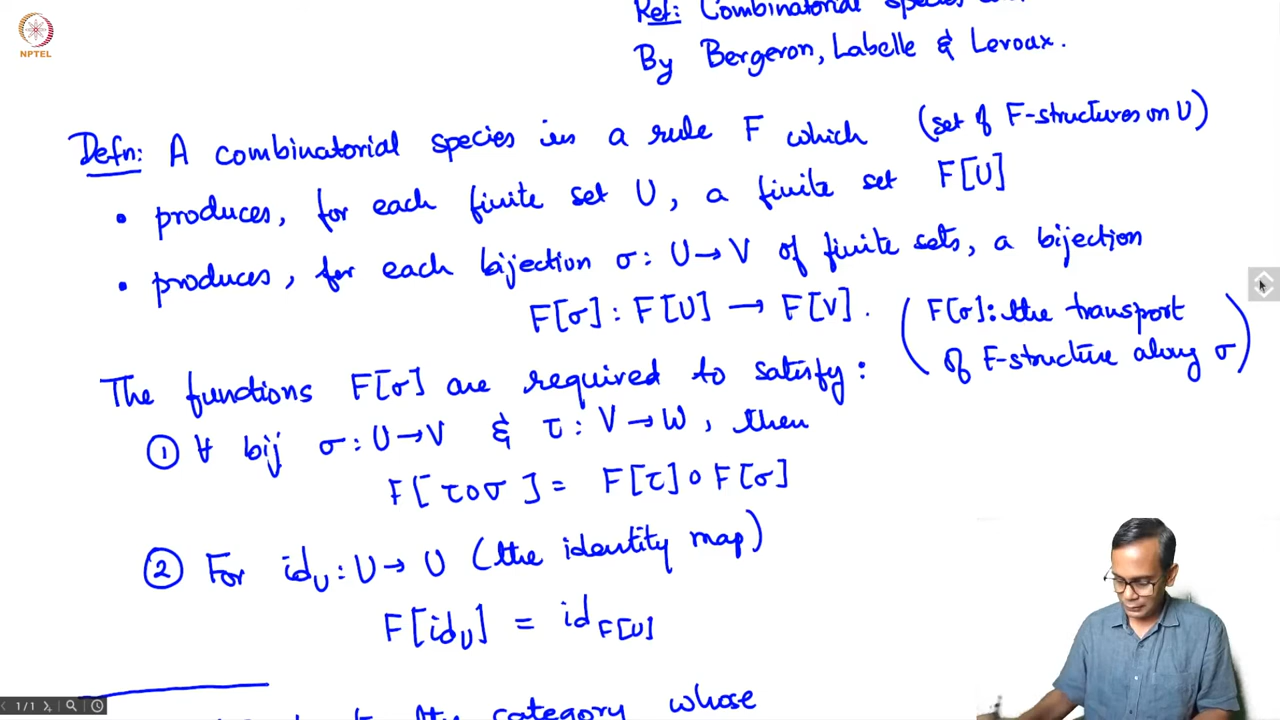 Ref: Combinatorial species
NPTEL
By Bergeron, Labelle & Leroux.
Defn: A combinatorial species is a rule F which (set of F-structures on U)
• produces, for each finite set U, a finite set F[U]
• produces, for each bijection σ: U→V of finite sets, a bijection
F[σ] : F[U] → F[V]. (F[σ]: the transport
of F-structure along σ)
The functions F[σ] are required to satisfy:
① ∀ bij σ: U→V & τ: V→W, then
F[τ∘σ] = F[τ]∘F[σ]
② For id_U : U→U (the identity map)
F[id_U] = id_F[U]
category whose
1/1